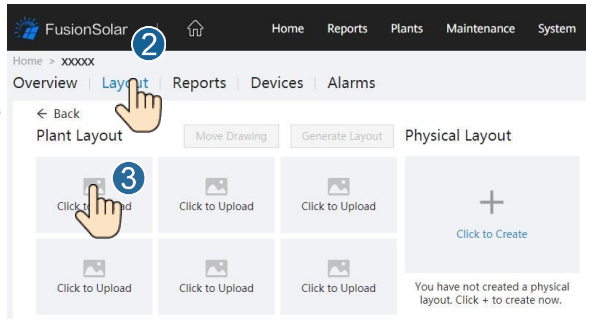 FusionSolar Home Reports Plants Maintenance System
2
Home > xxxxx
Overview Layout Reports Devices Alarms
← Back
Plant Layout Move Drawing Generate Layout Physical Layout
3
Click to Upload Click to Upload Click to Upload
Click to Create
Click to Upload Click to Upload Click to Upload
You have not created a physical
layout. Click + to create now.